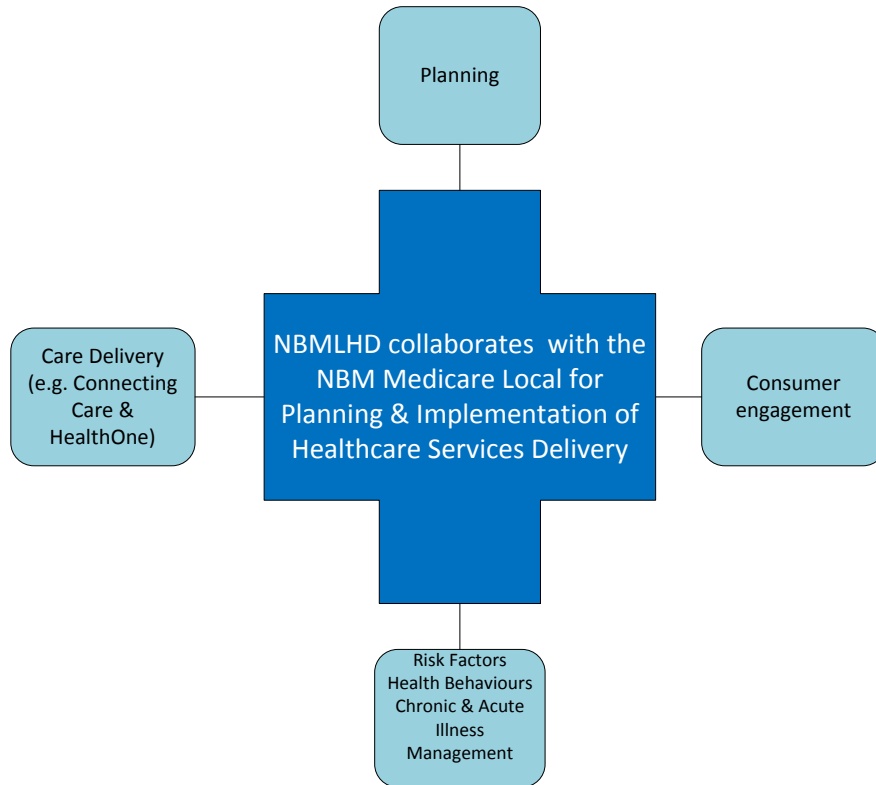 Planning
Care Delivery
(e.g. Connecting
Care &
HealthOne)
NBMLHD collaborates  with the
NBM Medicare Local for
Planning & Implementation of
Healthcare Services Delivery
Consumer
engagement
Risk Factors
Health Behaviours
Chronic & Acute
Illness
Management